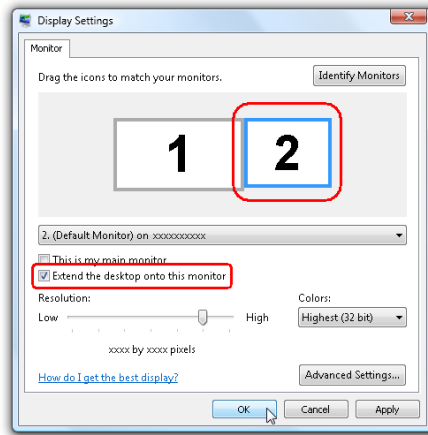 Display Settings
Monitor
Drag the icons to match your monitors.
Identify Monitors
1
2
2. (Default Monitor) on xxxxxxxxxx
This is my main monitor
Extend the desktop onto this monitor
Resolution:
Colors:
Low
High
Highest (32 bit)
xxxx by xxxx pixels
How do I get the best display?
Advanced Settings...
OK
Cancel
Apply